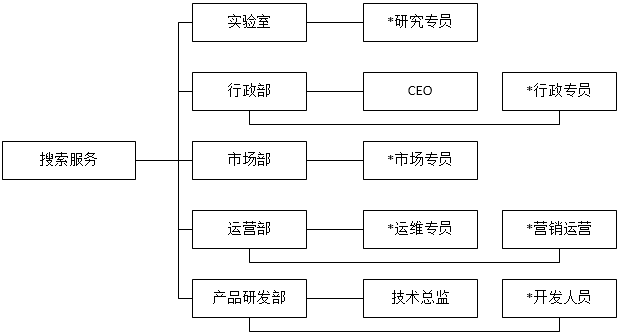 实验室
*研究专员
行政部
CEO
*行政专员
搜索服务
市场部
*市场专员
运营部
*运维专员
*营销运营
产品研发部
技术总监
*开发人员